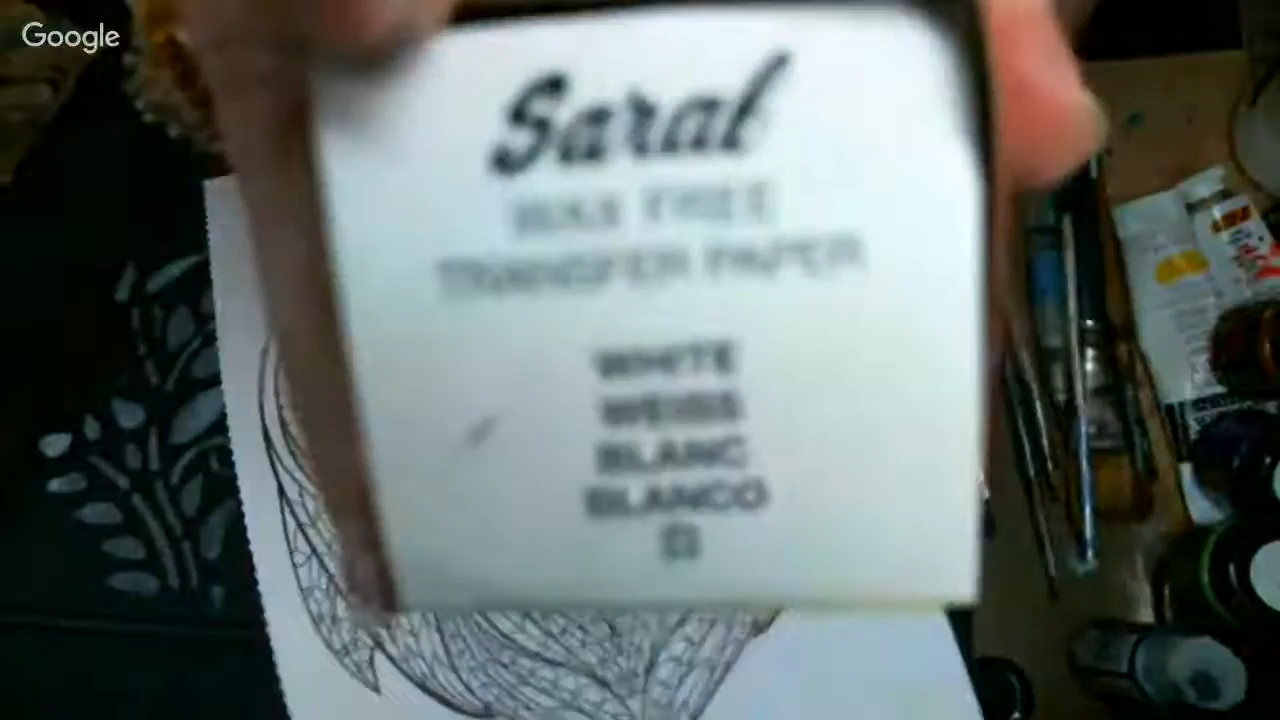 Google
Saral
WAX FREE
TRANSFER PAPER
WHITE
WEISS
BLANC
BLANCO